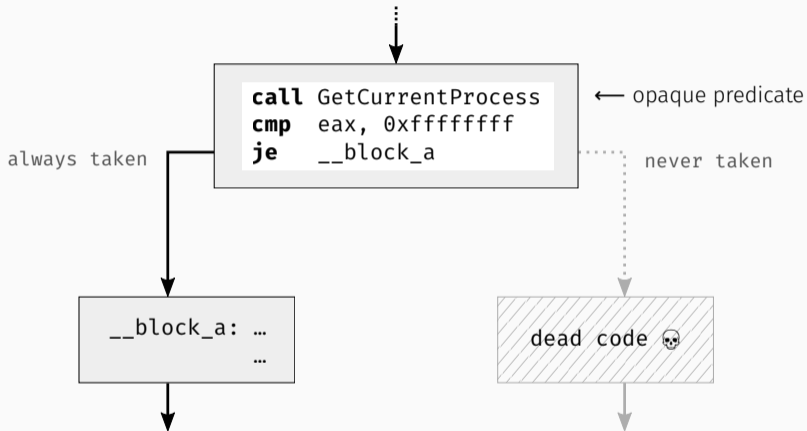 call GetCurrentProcess
cmp eax, 0xffffffff
je __block_a
⟵ opaque predicate
always taken
never taken
__block_a: …
…
dead code 💀